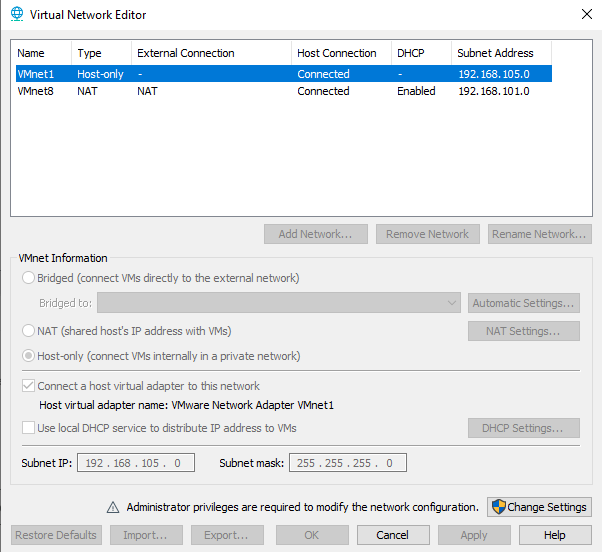 Virtual Network Editor
Name Type External Connection Host Connection DHCP Subnet Address
VMnet1 Host-only - Connected - 192.168.105.0
VMnet8 NAT NAT Connected Enabled 192.168.101.0
Add Network... Remove Network Rename Network...
VMnet Information
Bridged (connect VMs directly to the external network)
Bridged to: Automatic Settings...
NAT (shared host's IP address with VMs) NAT Settings...
Host-only (connect VMs internally in a private network)
Connect a host virtual adapter to this network
Host virtual adapter name: VMware Network Adapter VMnet1
Use local DHCP service to distribute IP address to VMs DHCP Settings...
Subnet IP: 192 . 168 . 105 . 0 Subnet mask: 255 . 255 . 255 . 0
Administrator privileges are required to modify the network configuration. Change Settings
Restore Defaults Import... Export... OK Cancel Apply Help